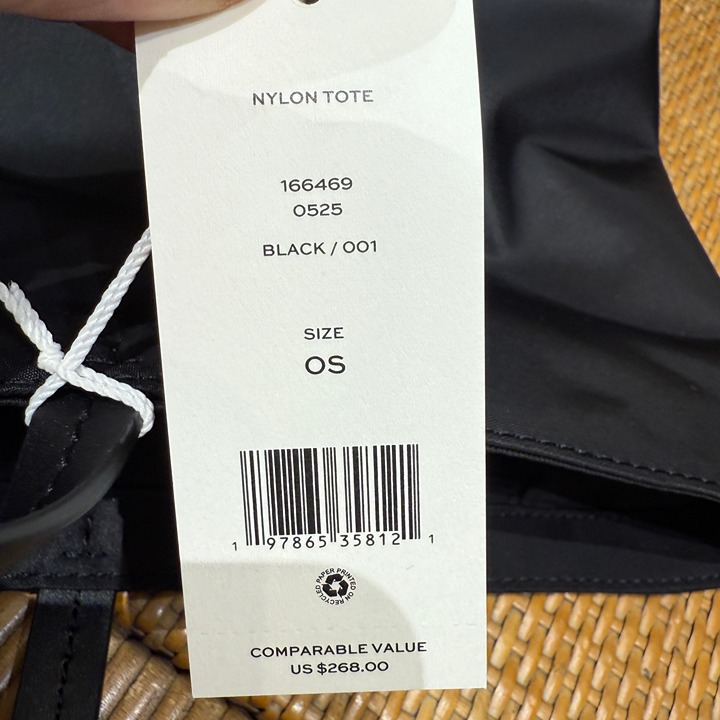 NYLON TOTE
166469
0525
BLACK / 001
SIZE
OS
1 97865 35812 1
PAPER PRINTED ON RECYCLED
COMPARABLE VALUE
US $268.00